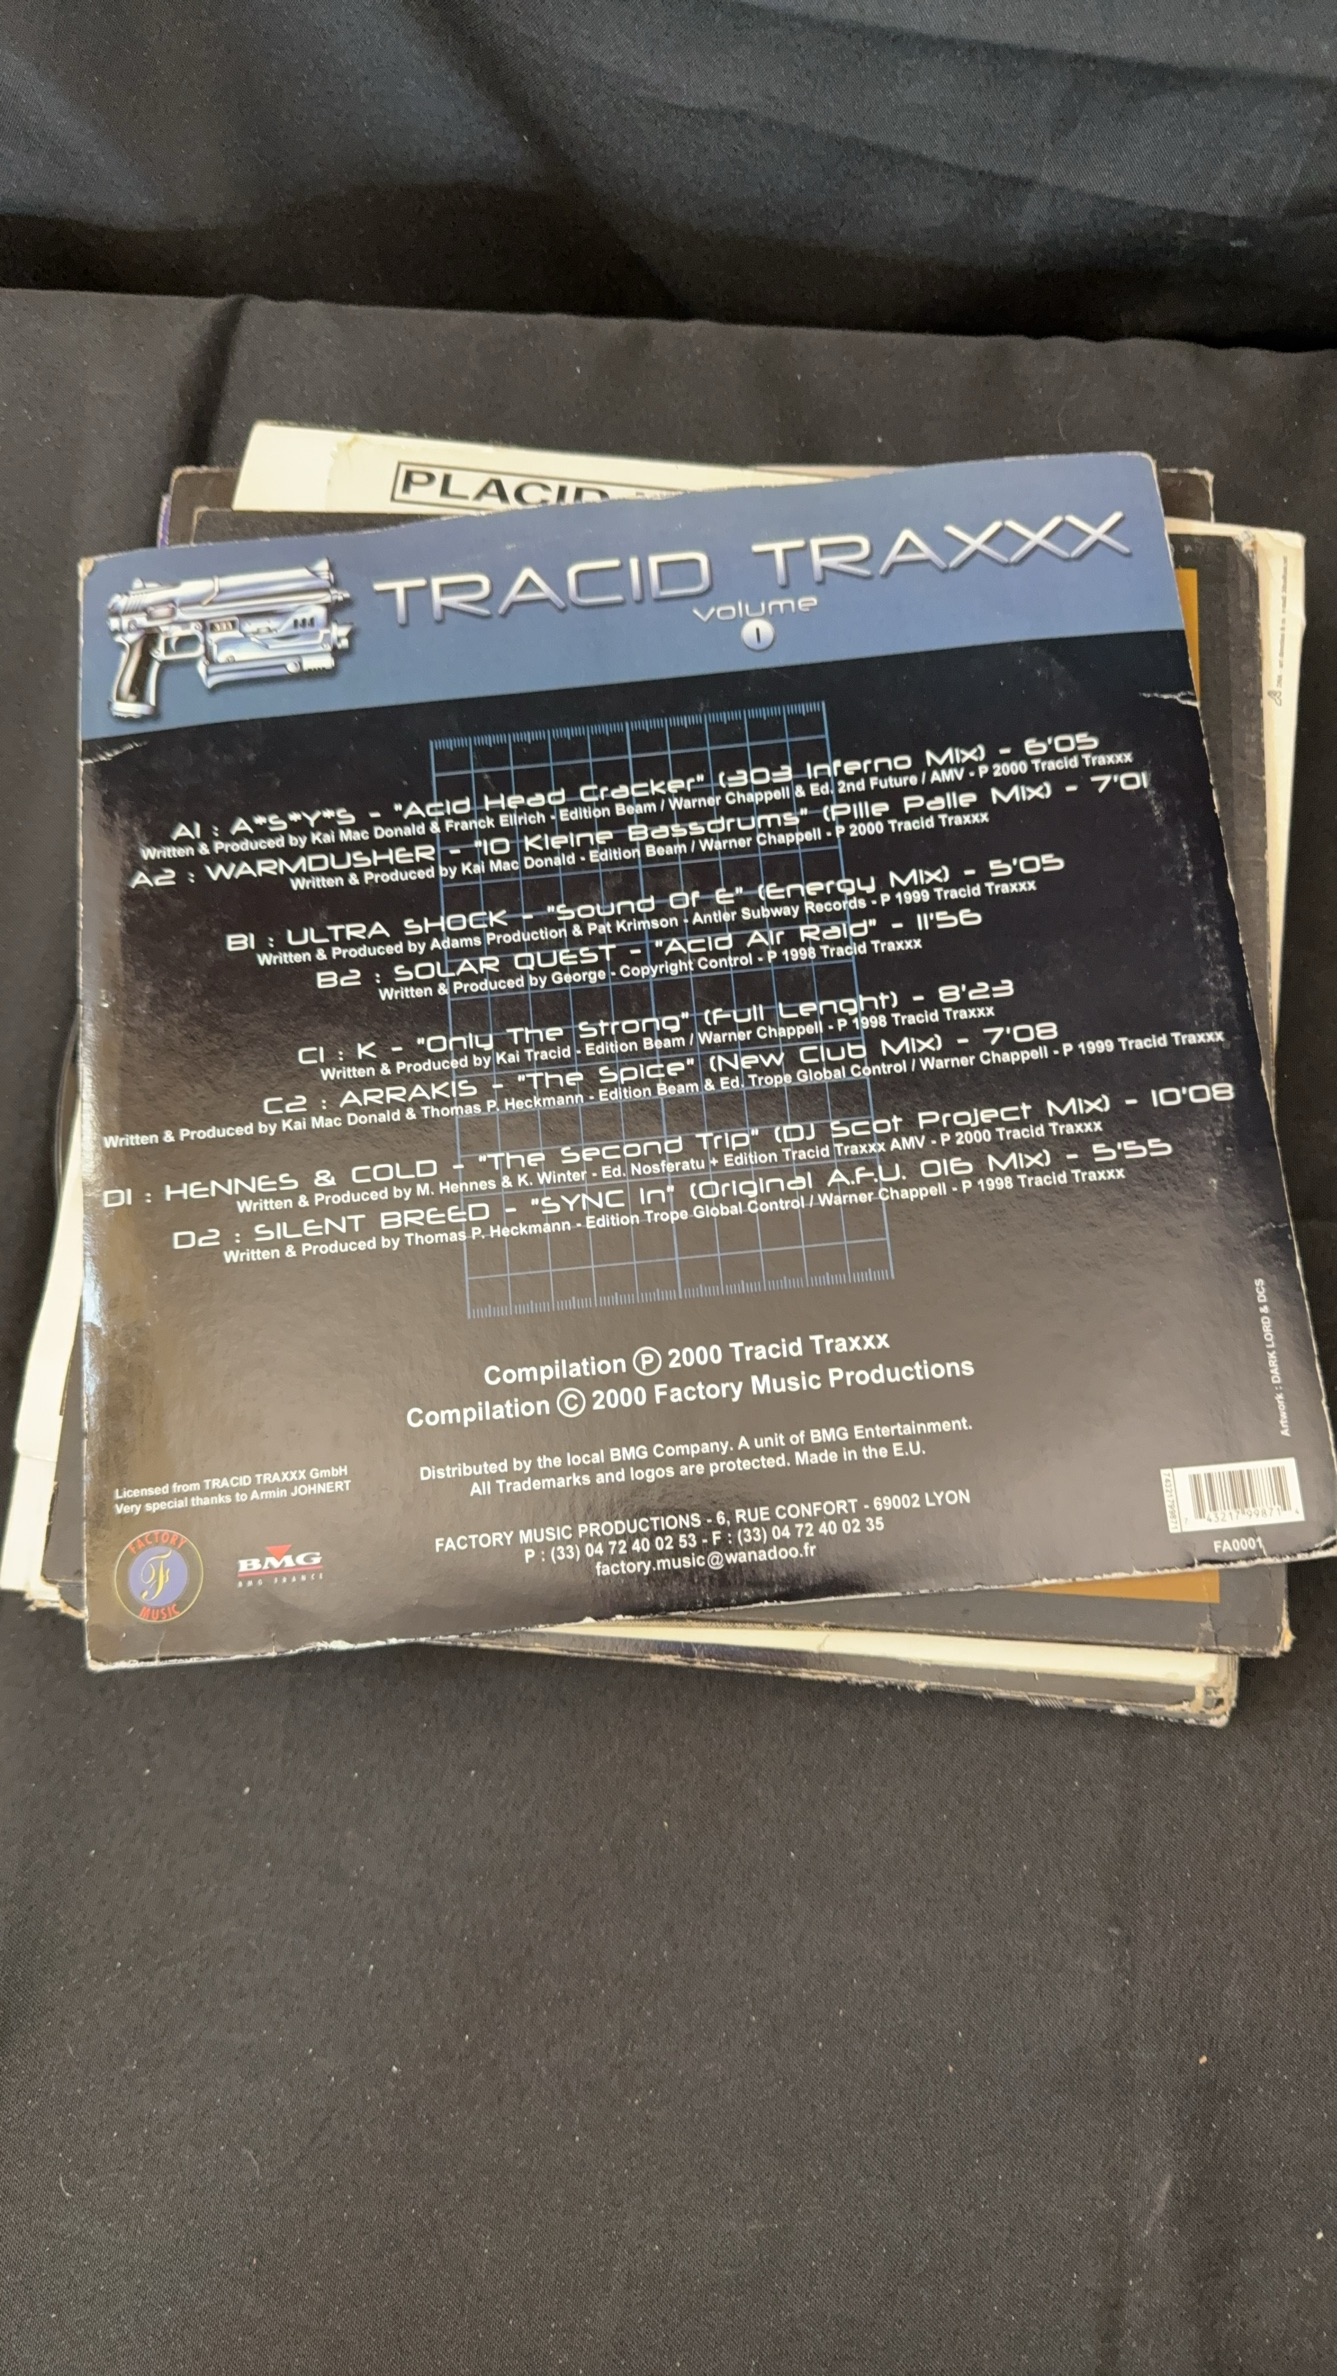 PLACID
TRACID TRAXXX
volume
1
A1 : A*S*Y*S - "Acid Head Cracker" (303 Inferno Mix) - 6'05
Written & Produced by Kai Mac Donald & Franck Ellrich - Edition Beam / Warner Chappell & Ed. 2nd Future / AMV - P 2000 Tracid Traxxx
A2 : WARMDUSHER - "10 Kleine Bassdrums" (Pille Palle Mix) - 7'01
Written & Produced by Kai Mac Donald - Edition Beam / Warner Chappell - P 2000 Tracid Traxxx
B1 : ULTRA SHOCK - "Sound Of E" (Energy Mix) - 5'05
Written & Produced by Adams Production & Pat Krimson - Antler Subway Records - P 1999 Tracid Traxxx
B2 : SOLAR QUEST - "Acid Air Raid" - 11'56
Written & Produced by George - Copyright Control - P 1998 Tracid Traxxx
C1 : K - "Only The Strong" (Full Lenght) - 8'23
Written & Produced by Kai Tracid - Edition Beam / Warner Chappell - P 1998 Tracid Traxxx
C2 : ARRAKIS - "The Spice" (New Club Mix) - 7'08
Written & Produced by Kai Mac Donald & Thomas P. Heckmann - Edition Beam & Ed. Trope Global Control / Warner Chappell - P 1999 Tracid Traxxx
D1 : HENNES & COLD - "The Second Trip" (DJ Scot Project Mix) - 10'08
Written & Produced by M. Hennes & K. Winter - Ed. Nosferatu + Edition Tracid Traxxx AMV - P 2000 Tracid Traxxx
D2 : SILENT BREED - "SYNC In" (Original A.F.U. 016 Mix) - 5'55
Written & Produced by Thomas P. Heckmann - Edition Trope Global Control / Warner Chappell - P 1998 Tracid Traxxx
Compilation Ⓟ 2000 Tracid Traxxx
Compilation © 2000 Factory Music Productions
Distributed by the local BMG Company. A unit of BMG Entertainment.
All Trademarks and logos are protected. Made in the E.U.
Licensed from TRACID TRAXXX GmbH
Very special thanks to Armin JOHNERT
FACTORY MUSIC PRODUCTIONS - 6, RUE CONFORT - 69002 LYON
P : (33) 04 72 40 02 53 - F : (33) 04 72 40 02 35
factory.music@wanadoo.fr
FACTORY
MUSIC
BMG
BMG FRANCE
Artwork : DARK LORD & DCS
7 43217 99871 4
FA0001